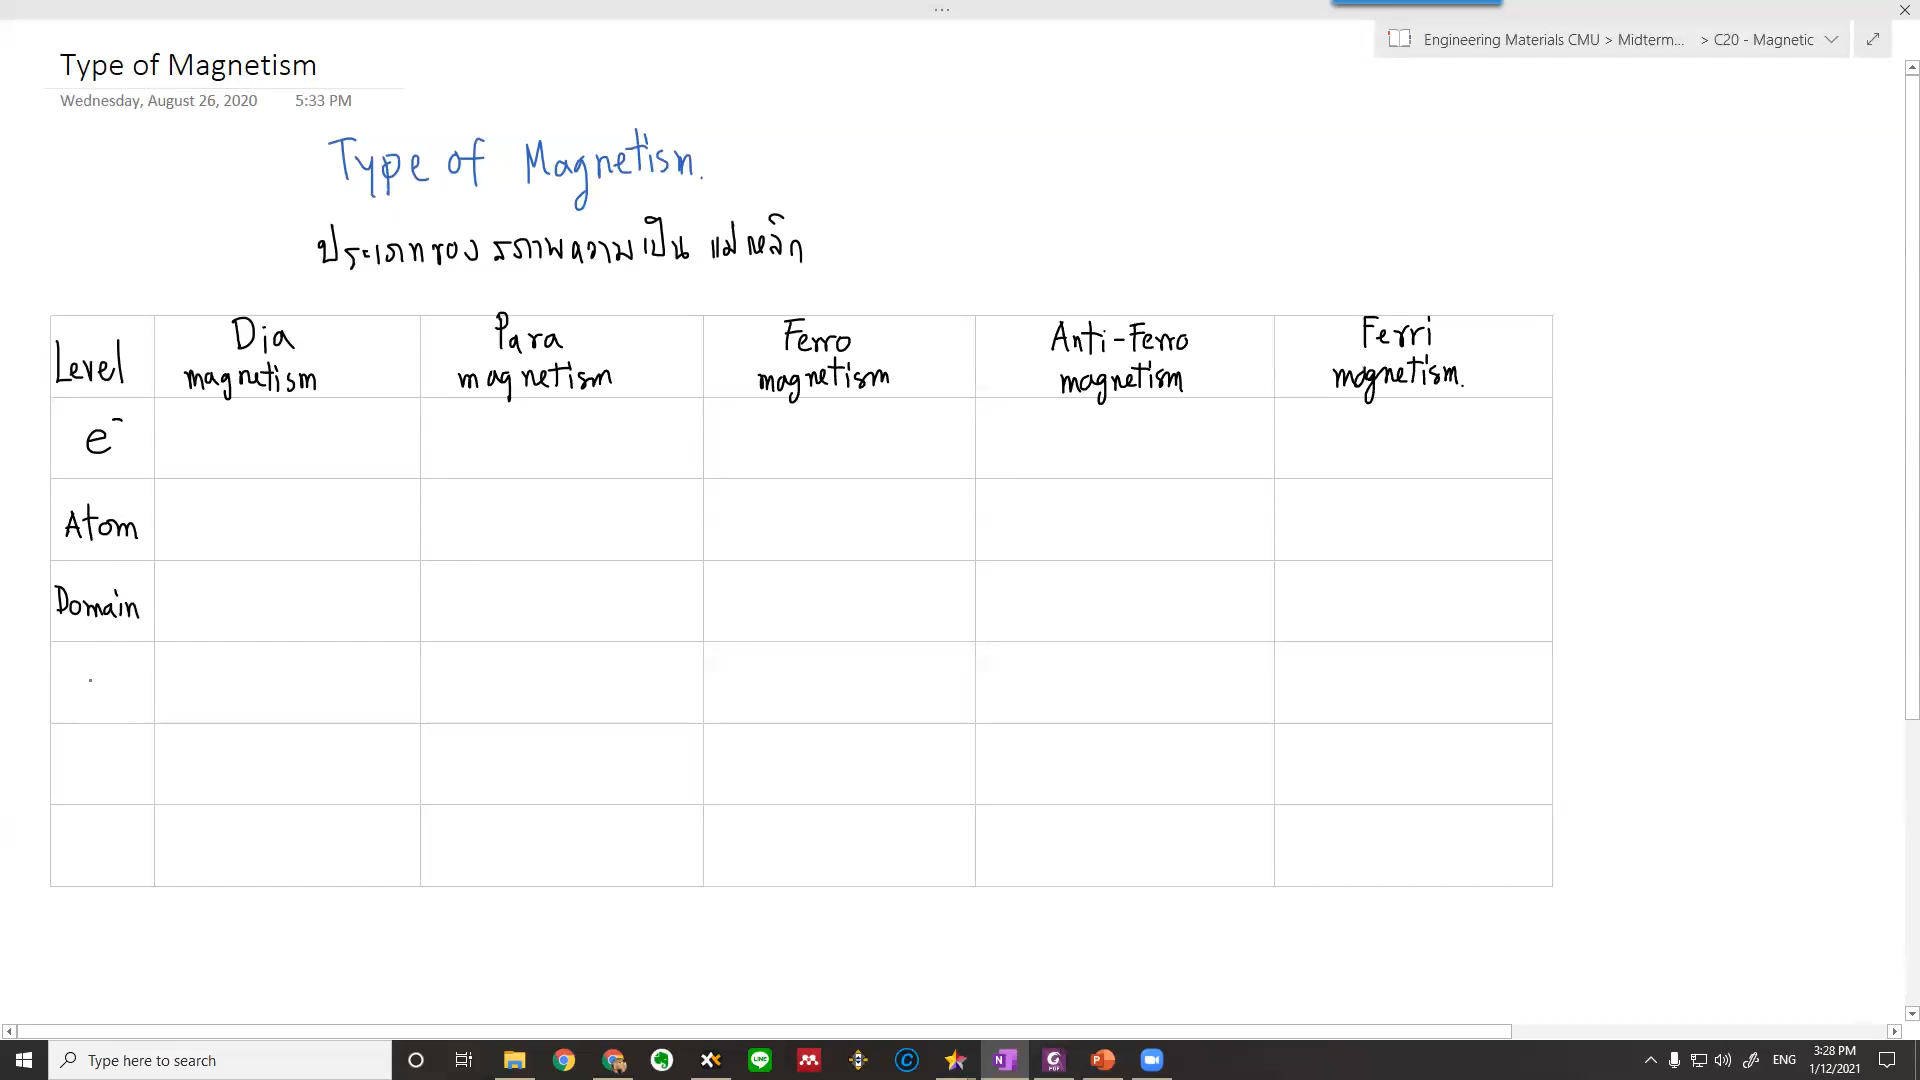 Engineering Materials CMU > Midterm... > C20 - Magnetic
Type of Magnetism
Wednesday, August 26, 2020 5:33 PM
Type of Magnetism.
ประเภทของ สภาพความเป็น แม่เหล็ก
Level
Dia
magnetism
Para
magnetism
Ferro
magnetism
Anti-Ferro
magnetism
Ferri
magnetism.
e⁻
Atom
Domain
Type here to search
LINE
N
PDF
ENG
3:28 PM
1/12/2021